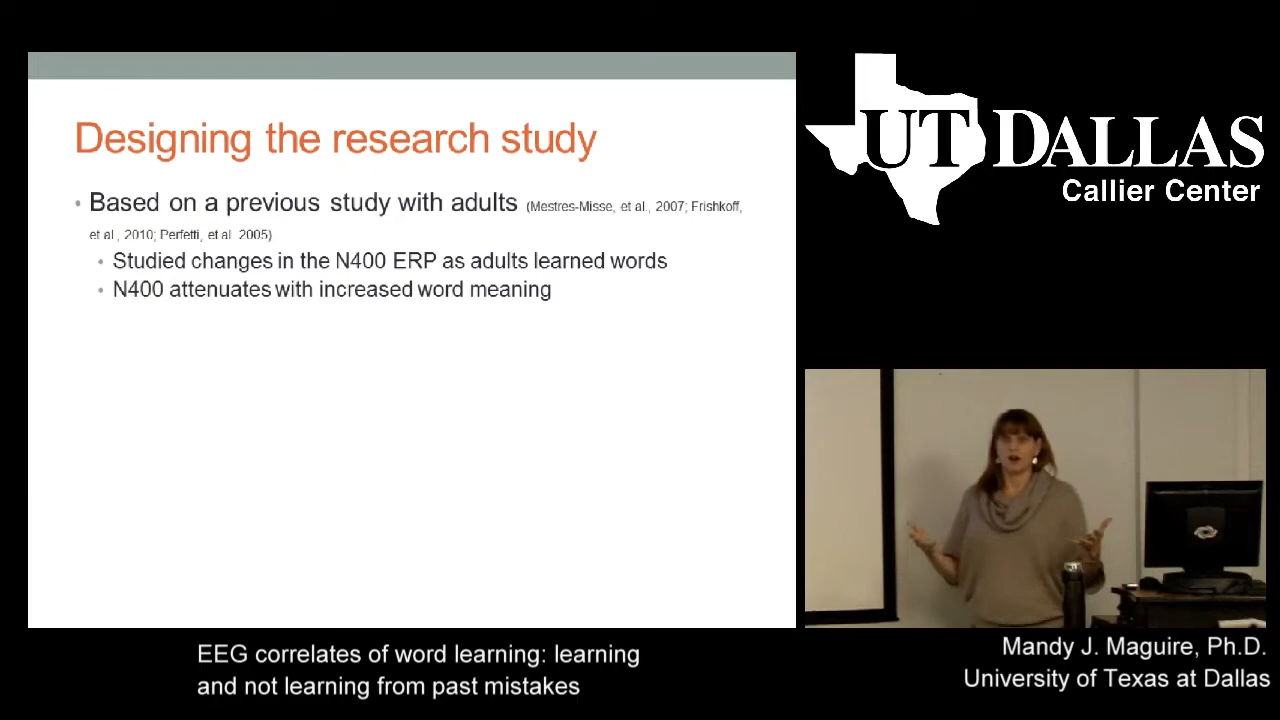 Designing the research study
• Based on a previous study with adults (Mestres-Misse, et al., 2007; Frishkoff,
et al., 2010; Perfetti, et al. 2005)
• Studied changes in the N400 ERP as adults learned words
• N400 attenuates with increased word meaning
UT DALLAS
Callier Center
EEG correlates of word learning: learning
and not learning from past mistakes
Mandy J. Maguire, Ph.D.
University of Texas at Dallas